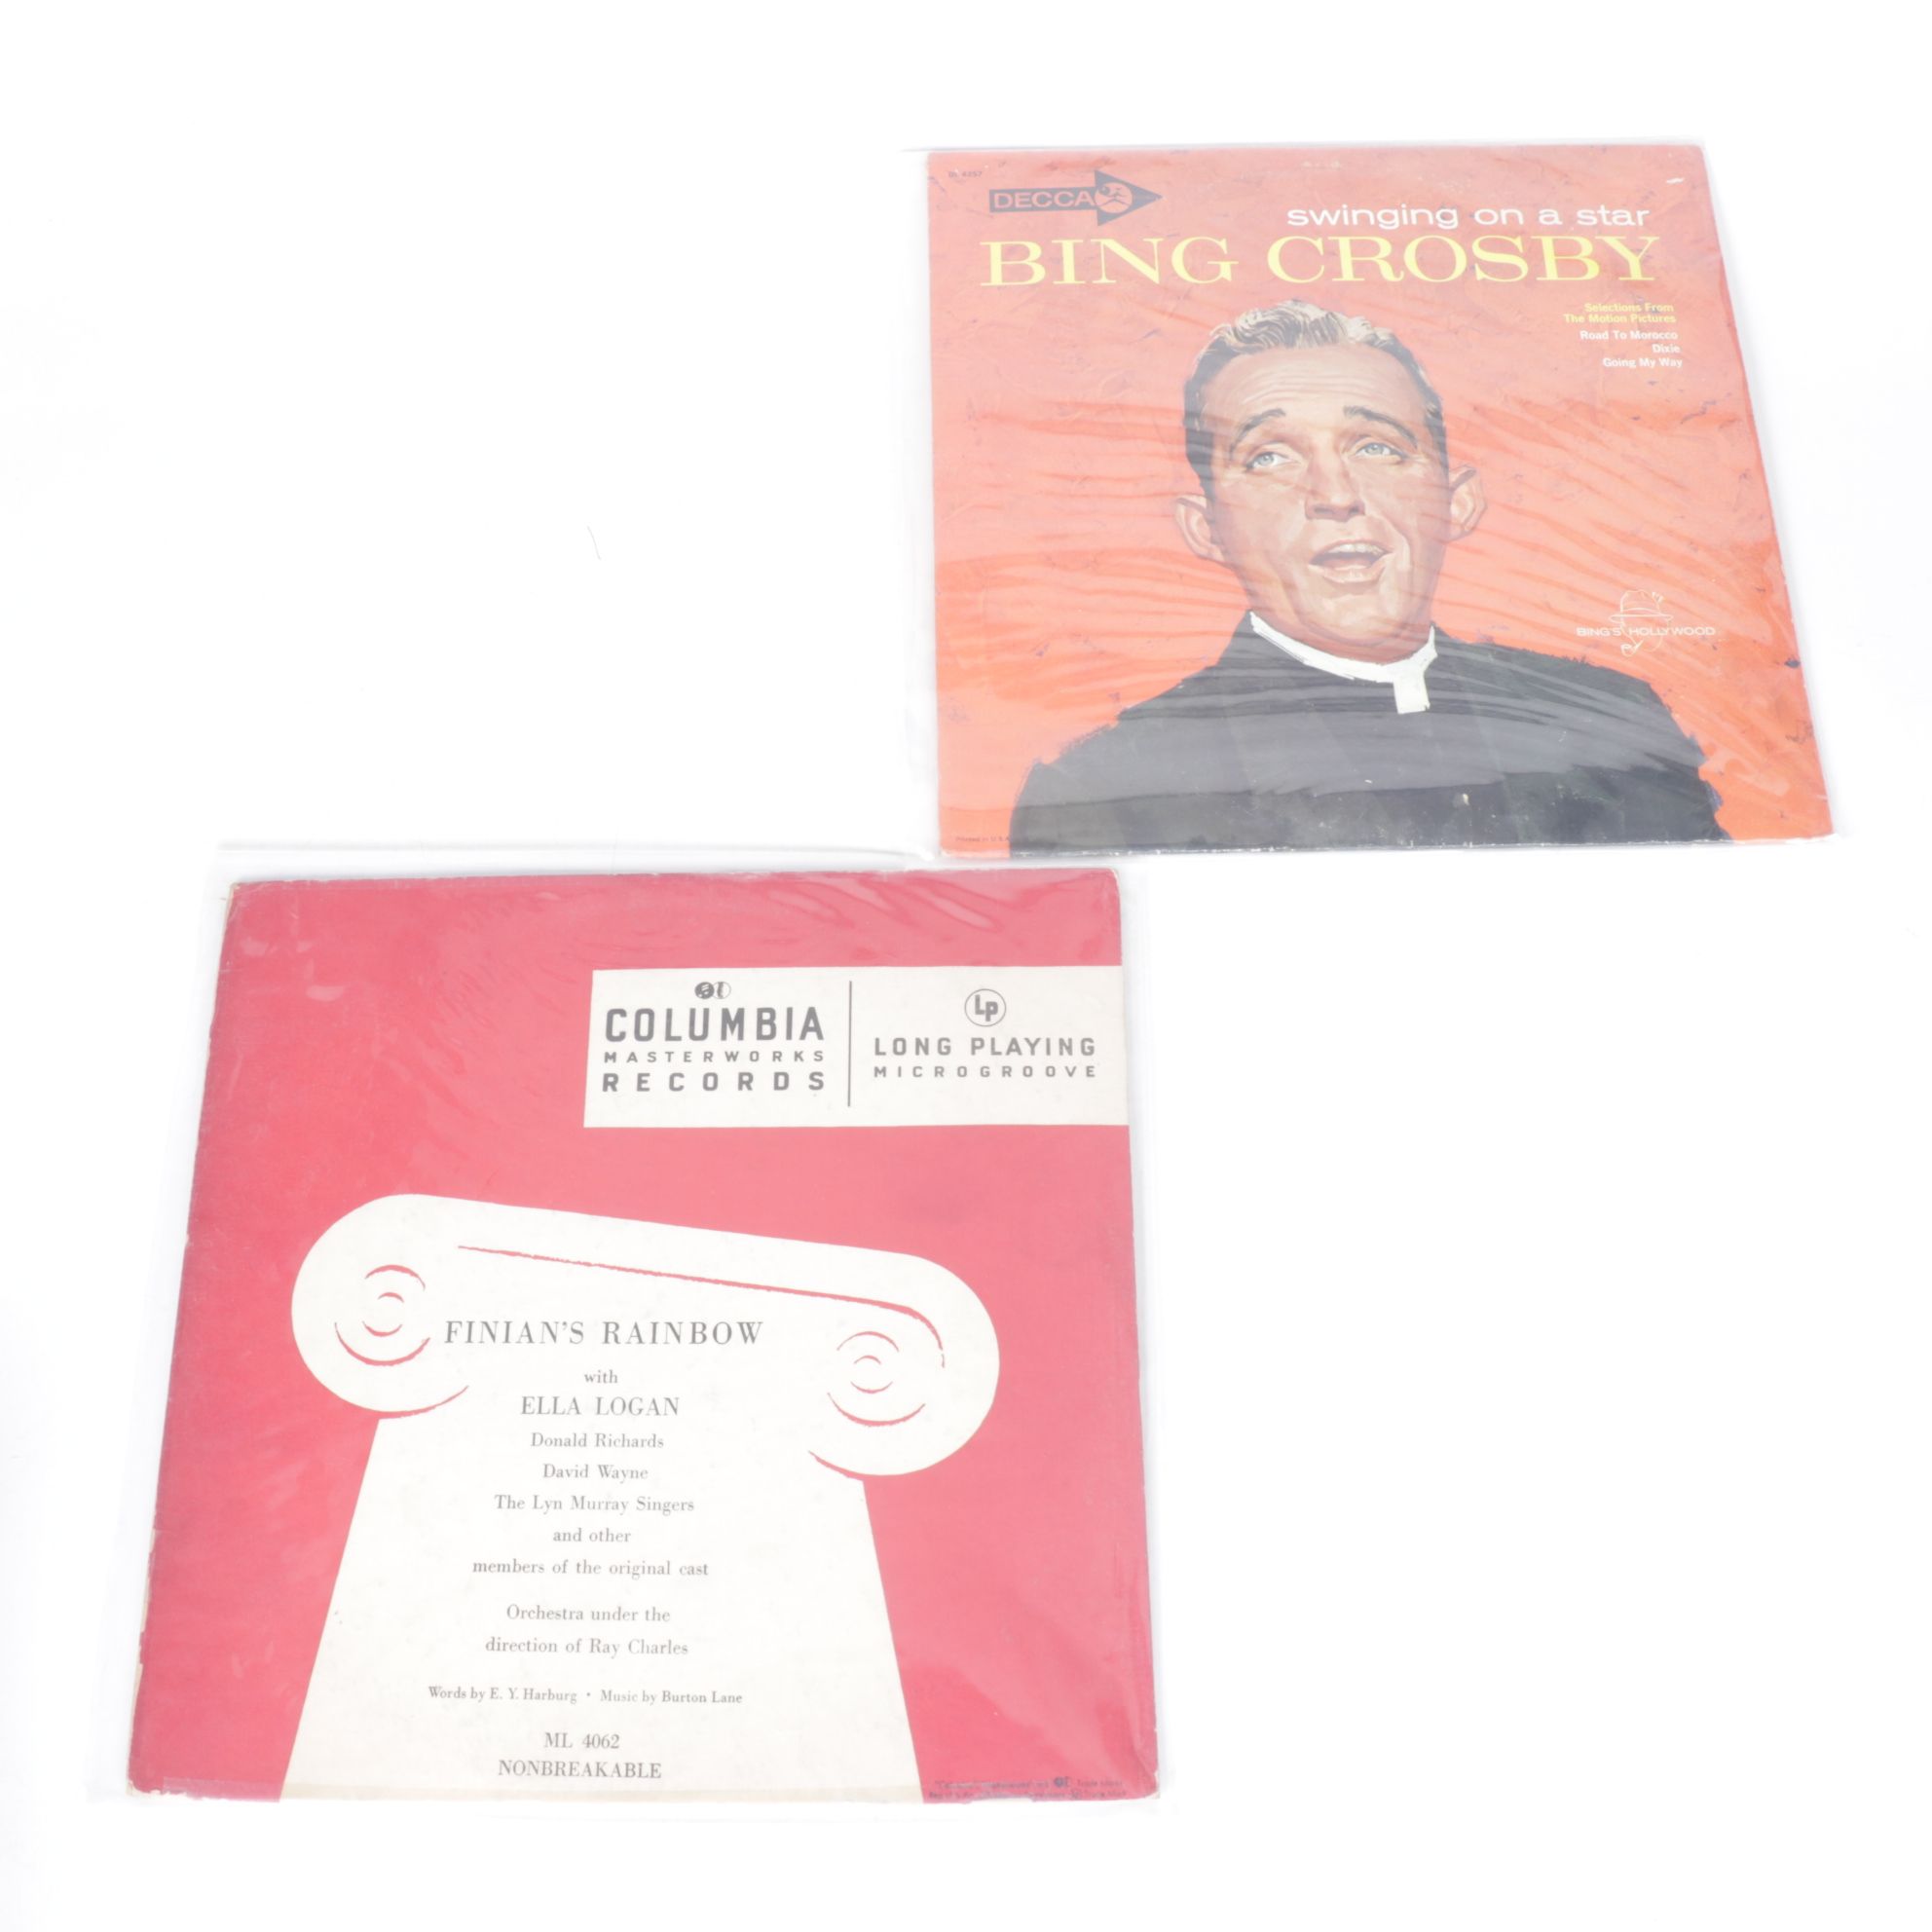 DECCA
swinging on a star
BING CROSBY
Selections From
The Motion Pictures
Road To Morocco
Dixie
Going My Way
BING'S HOLLYWOOD
Printed in U.S.A.
COLUMBIA
MASTERWORKS
RECORDS
Lp
LONG PLAYING
MICROGROOVE
FINIAN'S RAINBOW
with
ELLA LOGAN
Donald Richards
David Wayne
The Lyn Murray Singers
and other
members of the original cast
Orchestra under the
direction of Ray Charles
Words by E. Y. Harburg • Music by Burton Lane
ML 4062
NONBREAKABLE